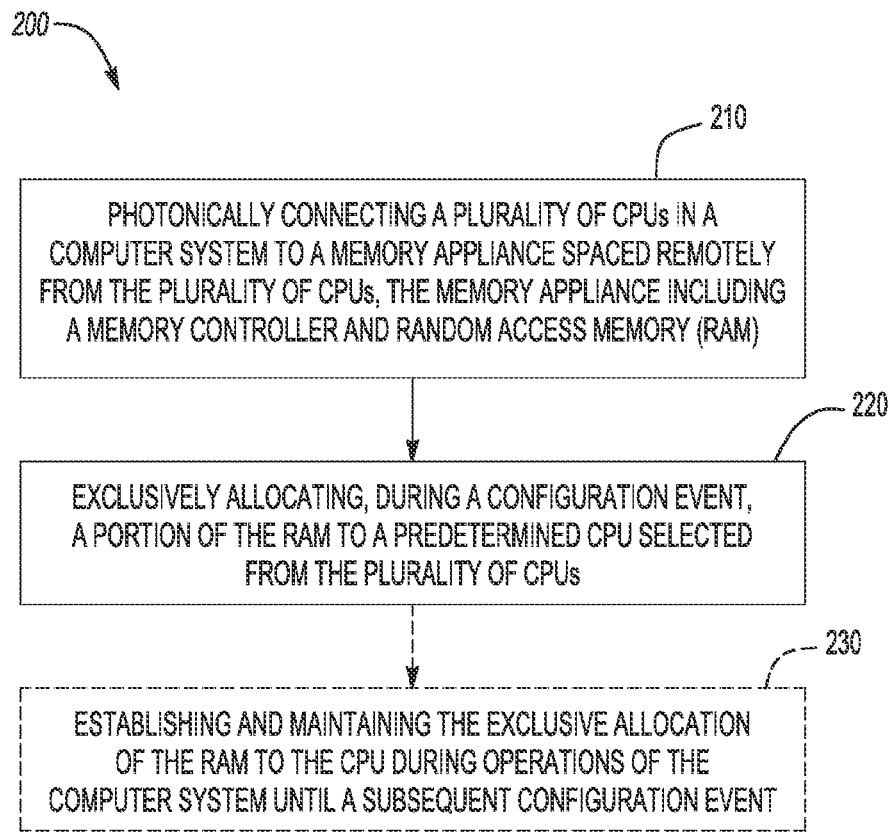 200
210
PHOTONICALLY CONNECTING A PLURALITY OF CPUs IN A
COMPUTER SYSTEM TO A MEMORY APPLIANCE SPACED REMOTELY
FROM THE PLURALITY OF CPUs, THE MEMORY APPLIANCE INCLUDING
A MEMORY CONTROLLER AND RANDOM ACCESS MEMORY (RAM)
220
EXCLUSIVELY ALLOCATING, DURING A CONFIGURATION EVENT,
A PORTION OF THE RAM TO A PREDETERMINED CPU SELECTED
FROM THE PLURALITY OF CPUs
230
ESTABLISHING AND MAINTAINING THE EXCLUSIVE ALLOCATION
OF THE RAM TO THE CPU DURING OPERATIONS OF THE
COMPUTER SYSTEM UNTIL A SUBSEQUENT CONFIGURATION EVENT